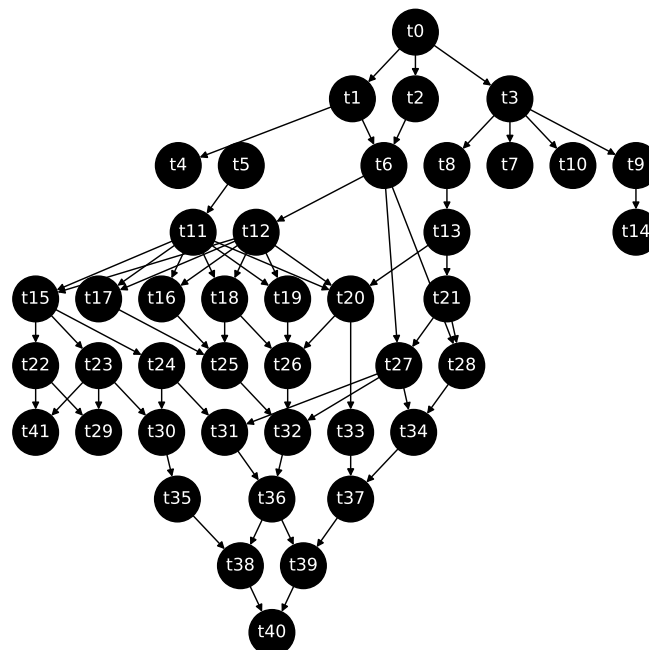 t0
t1 t2 t3
t4 t5 t6 t8 t7 t10 t9
t11 t12 t13 t14
t15 t17 t16 t18 t19 t20 t21
t22 t23 t24 t25 t26 t27 t28
t41 t29 t30 t31 t32 t33 t34
t35 t36 t37
t38 t39
t40